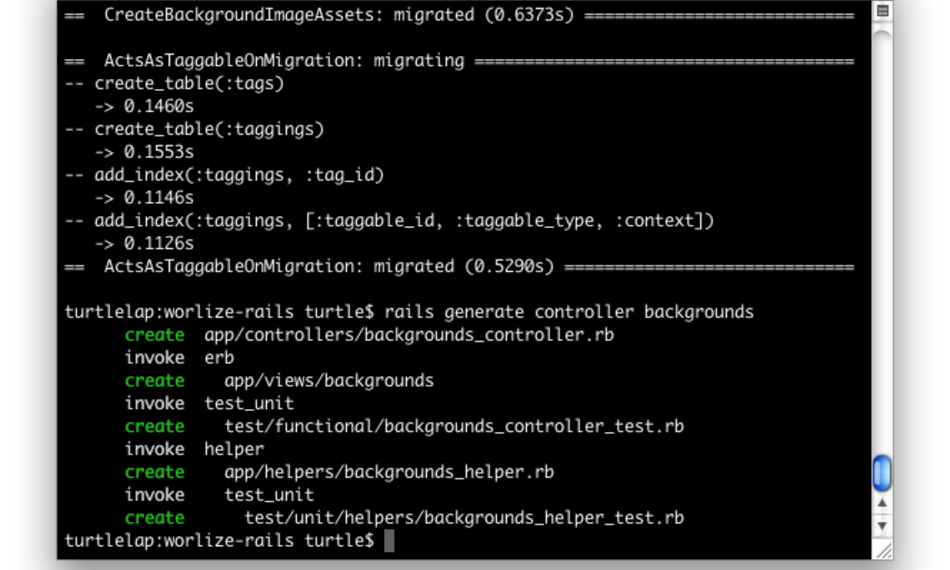 ==  CreateBackgroundImageAssets: migrated (0.6373s) ===========================
==  ActsAsTaggableOnMigration: migrating ======================================
-- create_table(:tags)
   -> 0.1460s
-- create_table(:taggings)
   -> 0.1553s
-- add_index(:taggings, :tag_id)
   -> 0.1146s
-- add_index(:taggings, [:taggable_id, :taggable_type, :context])
   -> 0.1126s
==  ActsAsTaggableOnMigration: migrated (0.5290s) =============================
turtlelap:worlize-rails turtle$ rails generate controller backgrounds
      create  app/controllers/backgrounds_controller.rb
      invoke  erb
      create    app/views/backgrounds
      invoke  test_unit
      create    test/functional/backgrounds_controller_test.rb
      invoke  helper
      create    app/helpers/backgrounds_helper.rb
      invoke    test_unit
      create      test/unit/helpers/backgrounds_helper_test.rb
turtlelap:worlize-rails turtle$